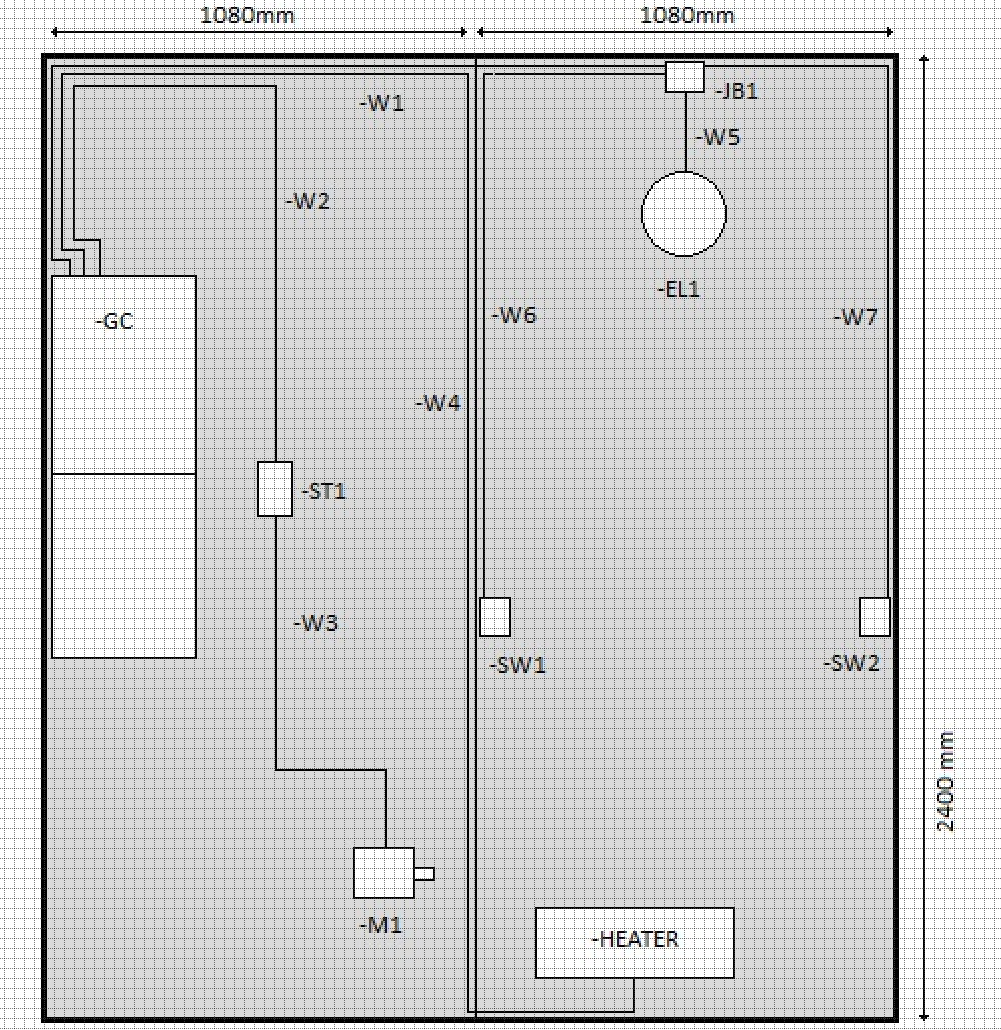 1080mm
1080mm
-JB1
-W1
-W5
-W2
-EL1
-GC
-W6
-W7
-W4
-ST1
-W3
-SW1
-SW2
2400 mm
-M1
-HEATER